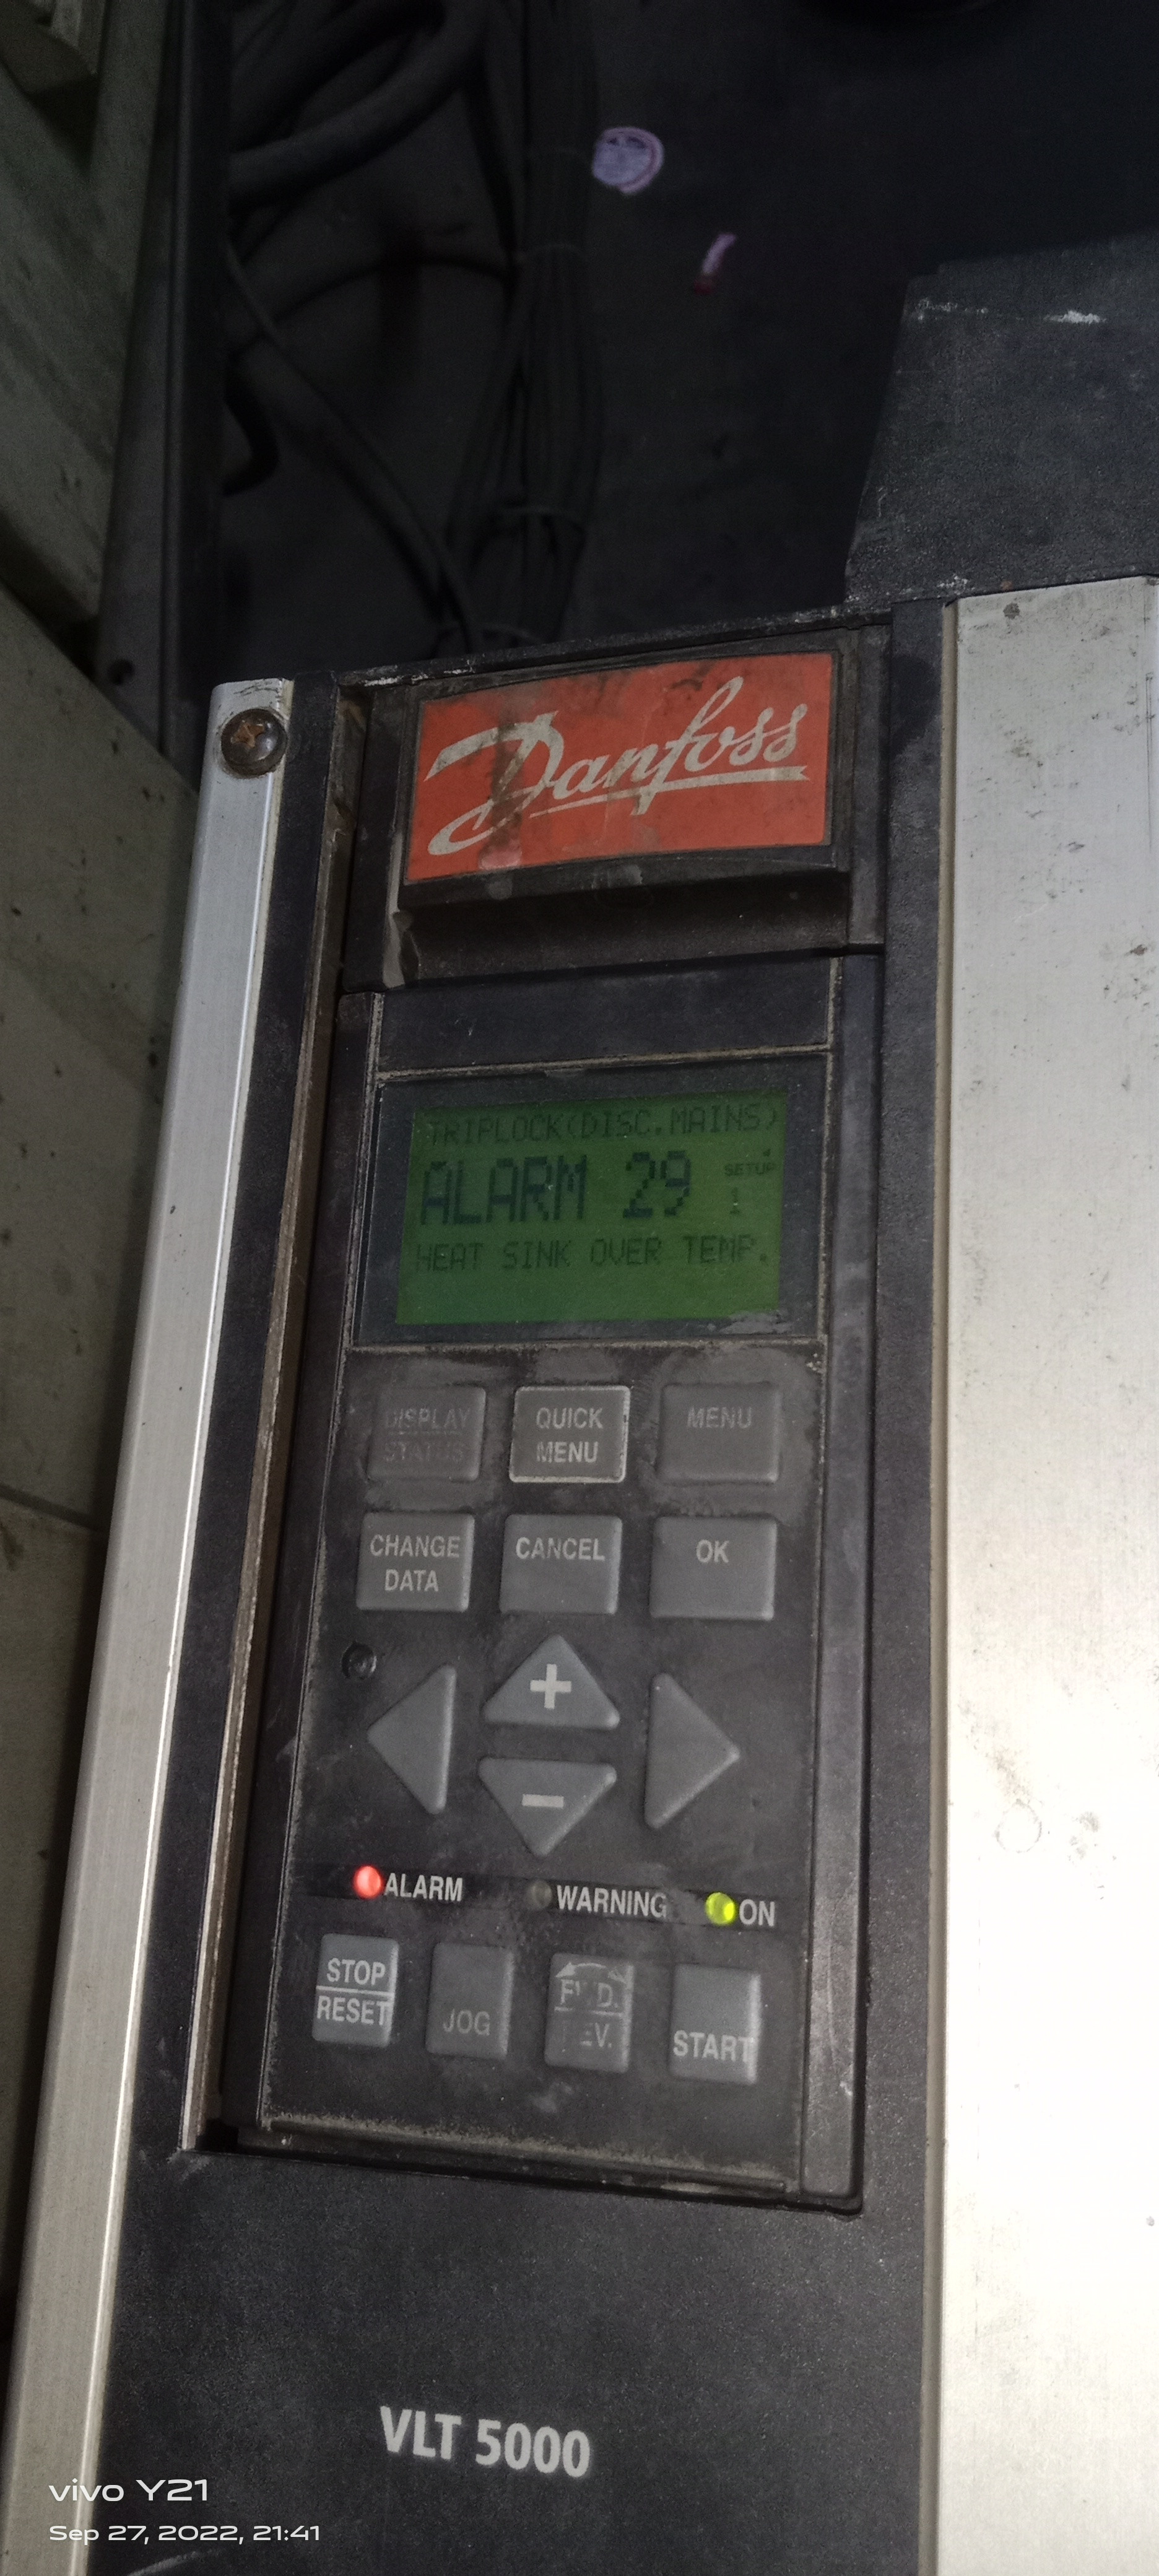 Danfoss
TRIPLOCK(DISC.MAINS)
ALARM 29 SETUP
1
HEAT SINK OVER TEMP.
DISPLAY
STATUS
QUICK
MENU
MENU
CHANGE
DATA
CANCEL
OK
+
−
ALARM
WARNING
ON
STOP
RESET
JOG
FWD.
REV.
START
VLT 5000
vivo Y21
Sep 27, 2022, 21:41